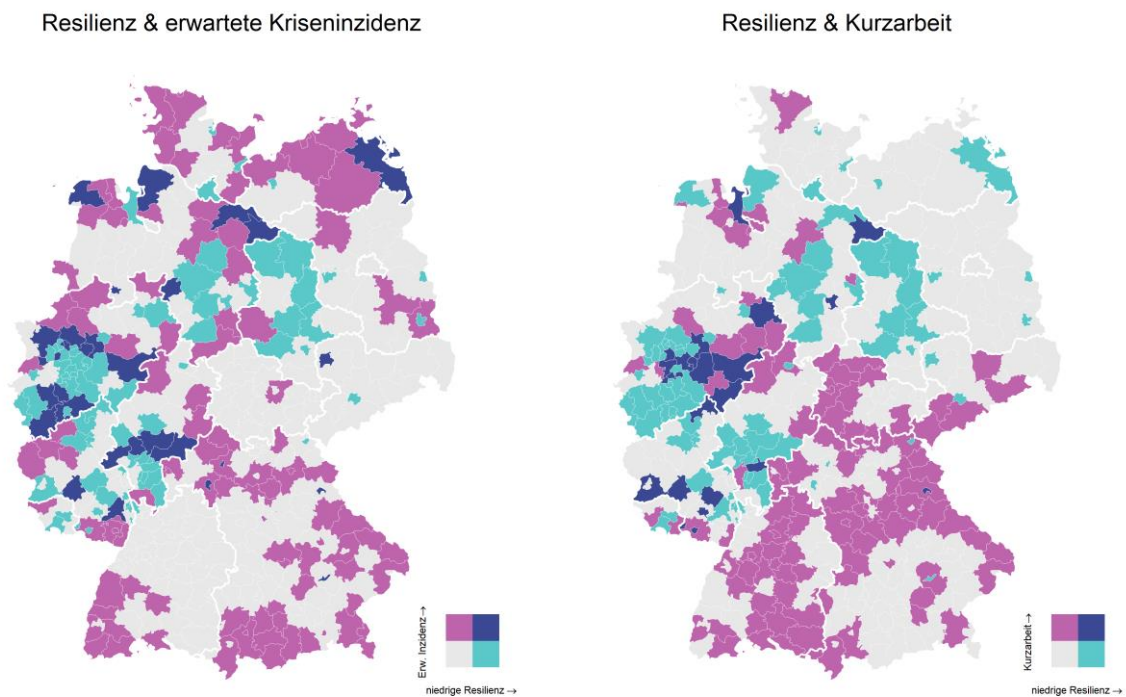 Resilienz & erwartete Kriseninzidenz
Resilienz & Kurzarbeit
Erw. Inzidenz →
niedrige Resilienz →
Kurzarbeit →
niedrige Resilienz →